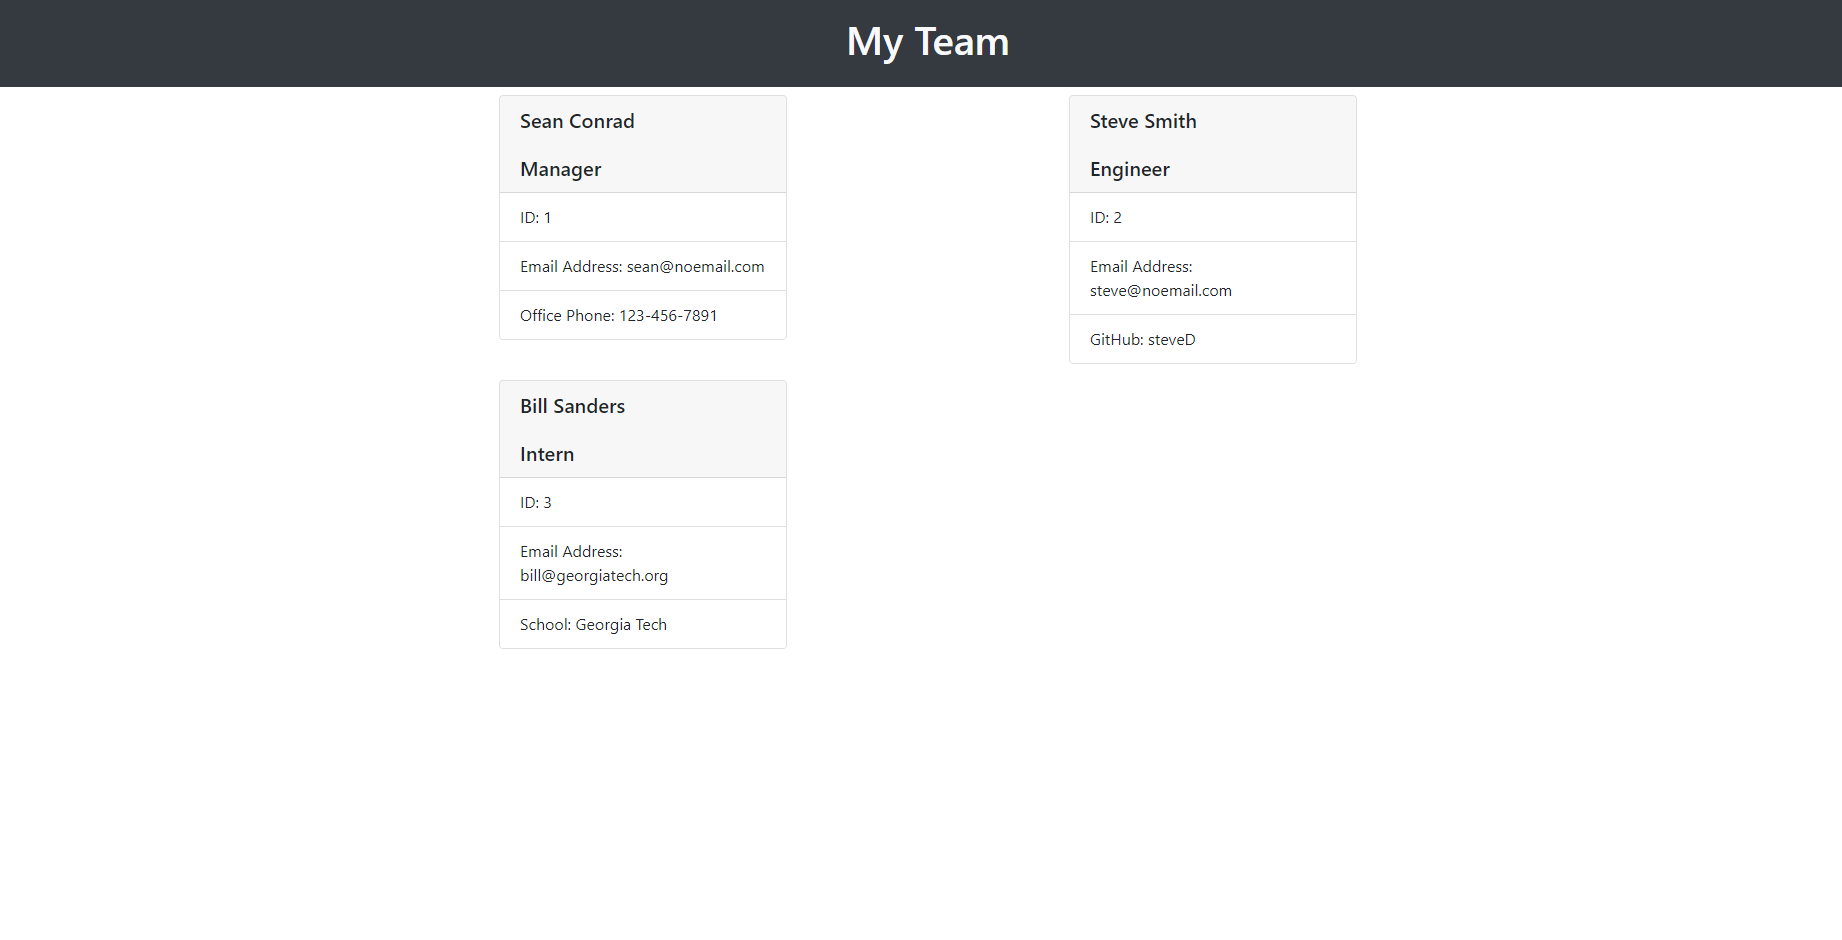 My Team
Sean Conrad
Manager
ID: 1
Email Address: sean@noemail.com
Office Phone: 123-456-7891
Steve Smith
Engineer
ID: 2
Email Address:
steve@noemail.com
GitHub: steveD
Bill Sanders
Intern
ID: 3
Email Address:
bill@georgiatech.org
School: Georgia Tech